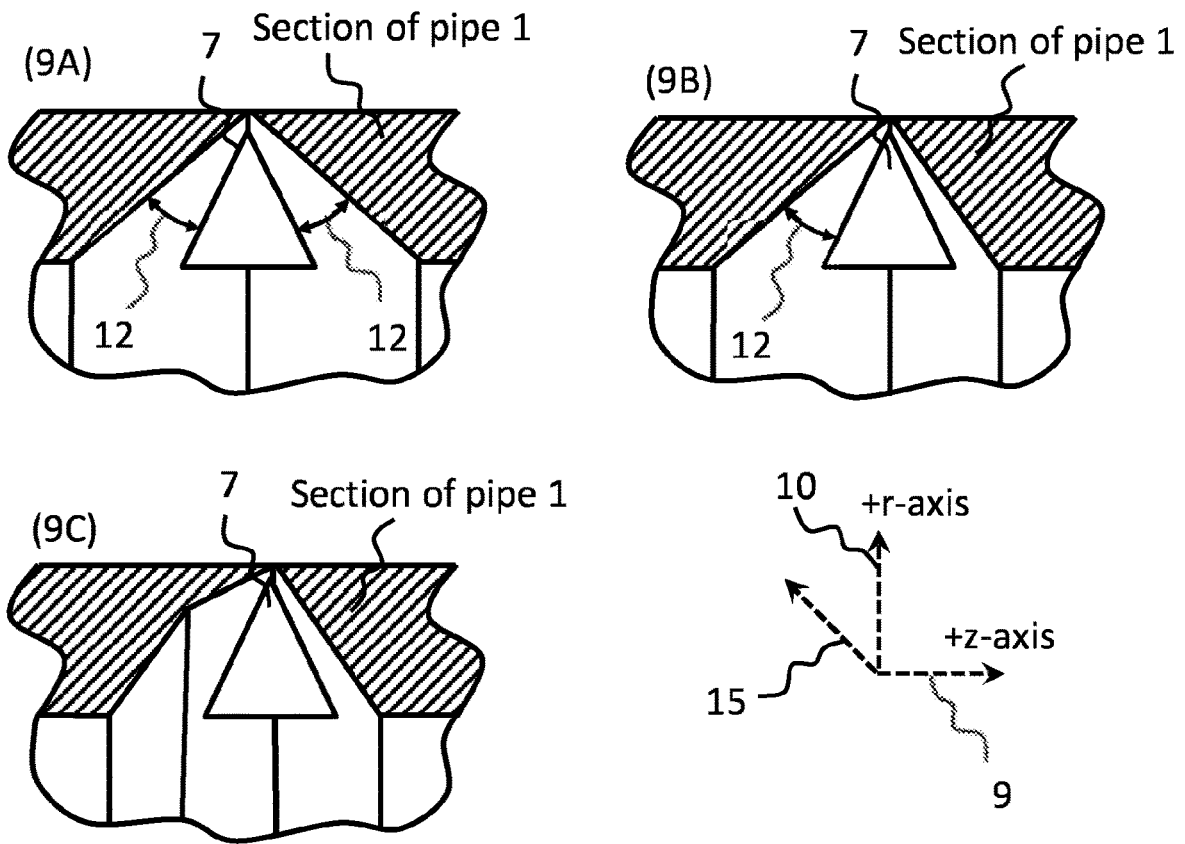 (9A)
7
Section of pipe 1
12
12
(9B)
7
Section of pipe 1
12
(9C)
7
Section of pipe 1
10
+r-axis
+z-axis
15
9